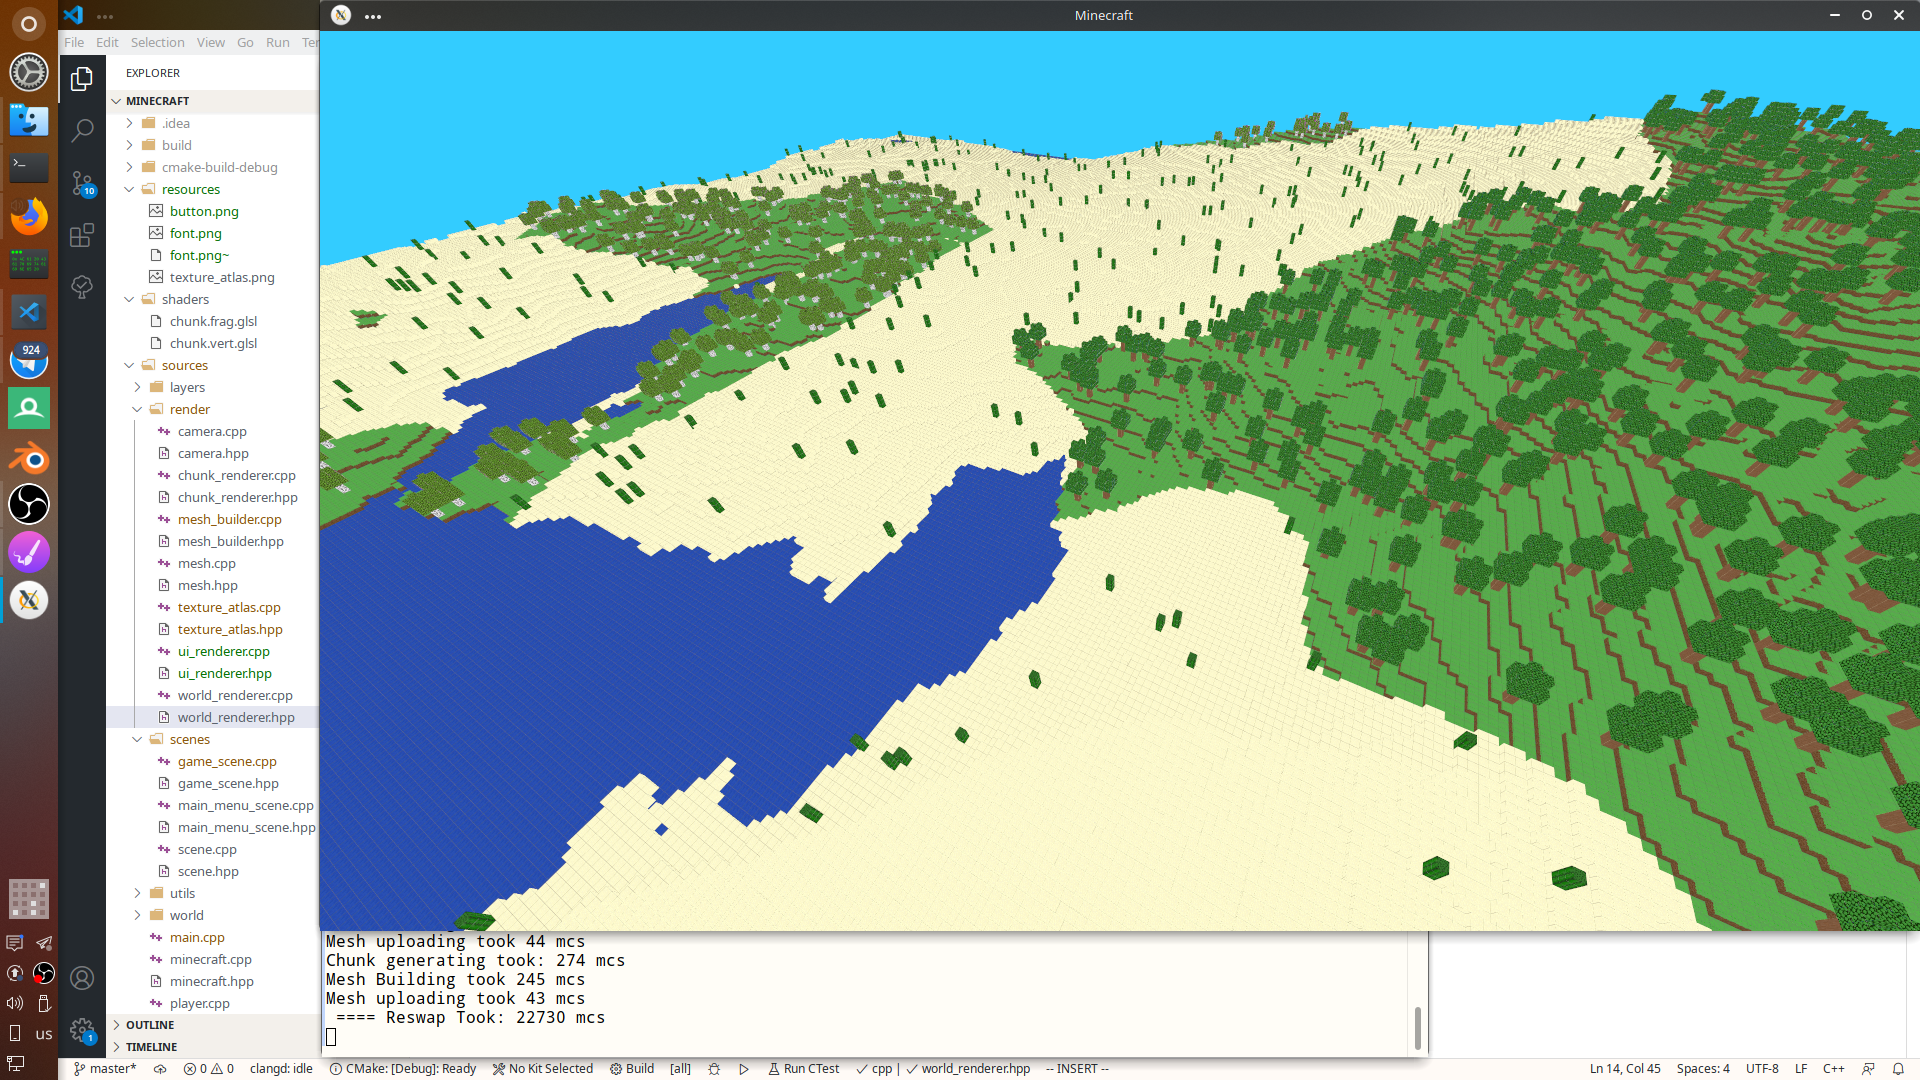 Minecraft
File Edit Selection View Go Run Ter
EXPLORER
MINECRAFT
.idea
build
cmake-build-debug
resources
button.png
font.png
font.png~
texture_atlas.png
shaders
chunk.frag.glsl
chunk.vert.glsl
sources
layers
render
camera.cpp
camera.hpp
chunk_renderer.cpp
chunk_renderer.hpp
mesh_builder.cpp
mesh_builder.hpp
mesh.cpp
mesh.hpp
texture_atlas.cpp
texture_atlas.hpp
ui_renderer.cpp
ui_renderer.hpp
world_renderer.cpp
world_renderer.hpp
scenes
game_scene.cpp
game_scene.hpp
main_menu_scene.cpp
main_menu_scene.hpp
scene.cpp
scene.hpp
utils
world
main.cpp
minecraft.cpp
minecraft.hpp
player.cpp
OUTLINE
TIMELINE
10
924
1
us
Mesh uploading took 44 mcs
Chunk generating took: 274 mcs
Mesh Building took 245 mcs
Mesh uploading took 43 mcs
==== Reswap Took: 22730 mcs
master* 0 0 clangd: idle CMake: [Debug]: Ready No Kit Selected Build [all] Run CTest cpp | world_renderer.hpp -- INSERT -- Ln 14, Col 45 Spaces: 4 UTF-8 LF C++